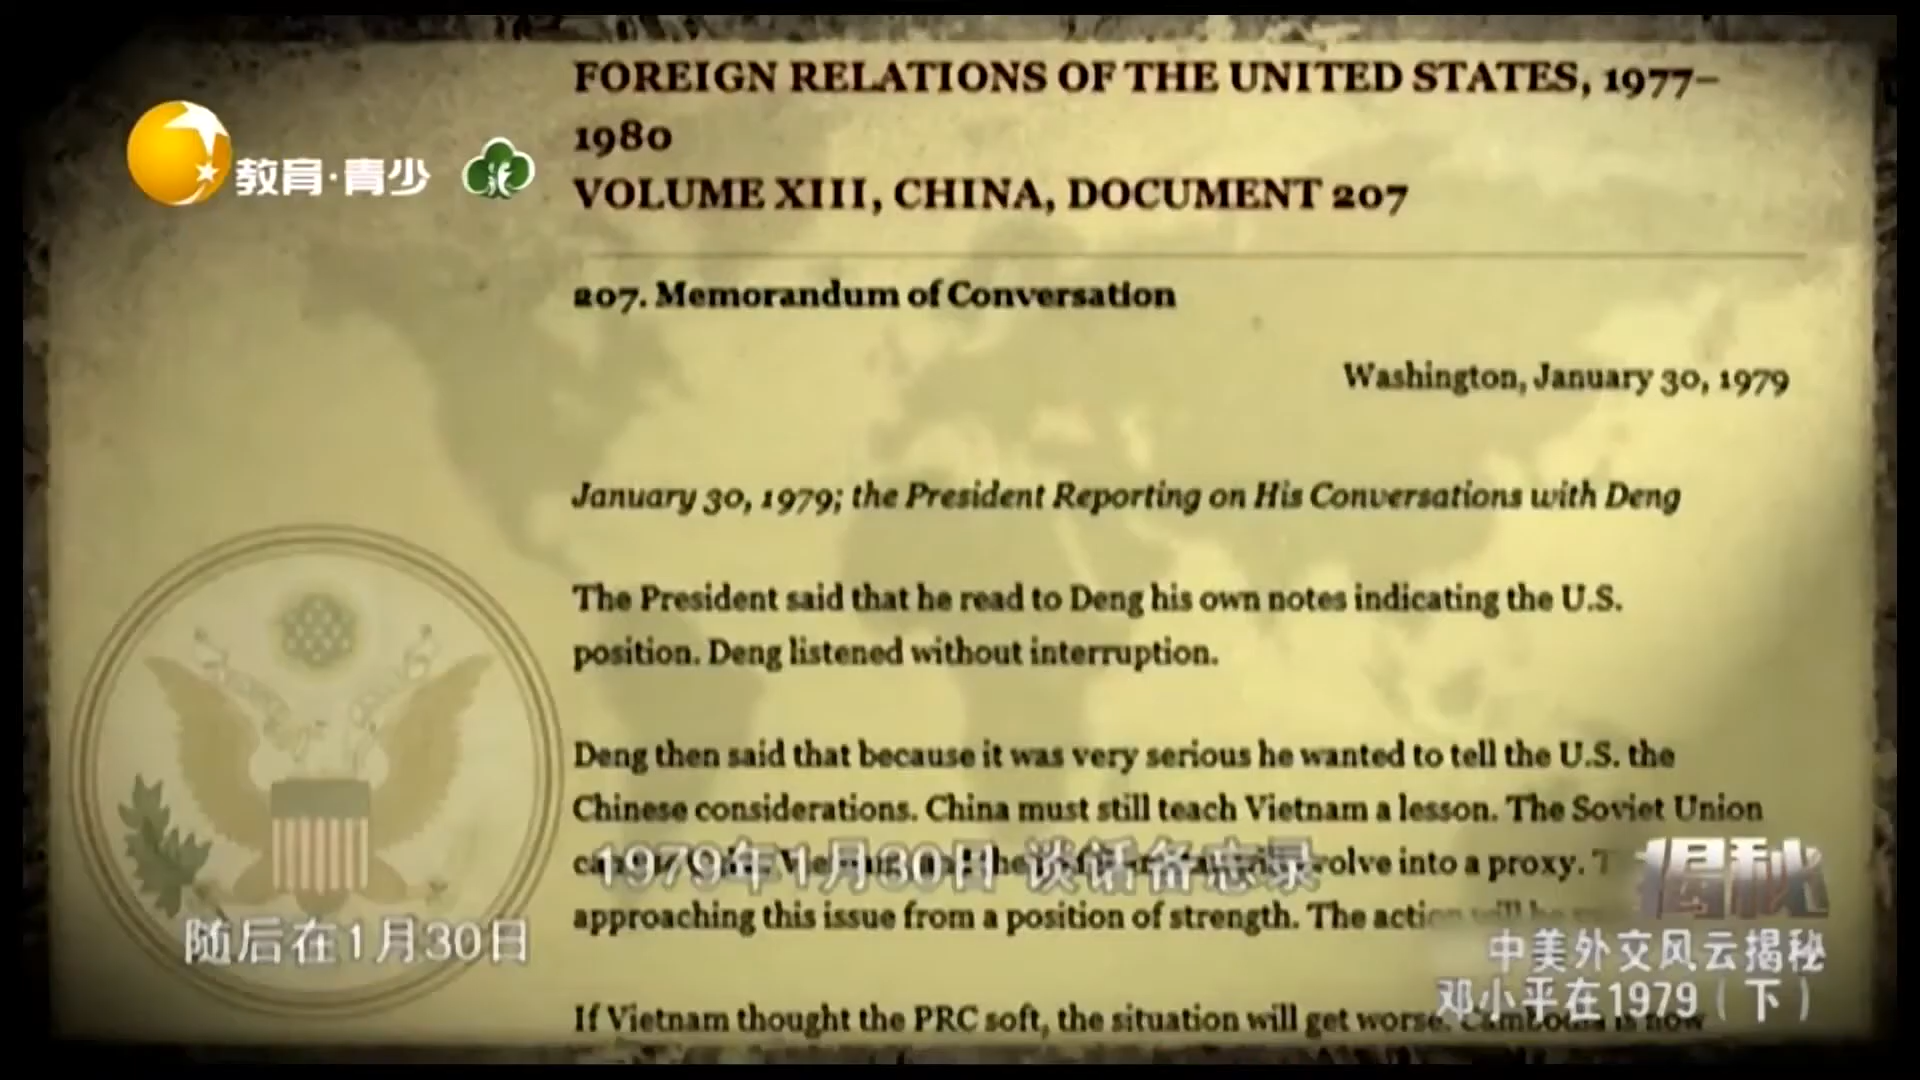 FOREIGN RELATIONS OF THE UNITED STATES, 1977–
1980
VOLUME XIII, CHINA, DOCUMENT 207
教育·青少
207. Memorandum of Conversation
Washington, January 30, 1979
January 30, 1979; the President Reporting on His Conversations with Deng
The President said that he read to Deng his own notes indicating the U.S.
position. Deng listened without interruption.
Deng then said that because it was very serious he wanted to tell the U.S. the
Chinese considerations. China must still teach Vietnam a lesson. The Soviet Union
into a proxy.
1979年1月30日 谈话备忘录
approaching this issue from a position of strength. The action will be
If Vietnam thought the PRC soft, the situation will get worse. Cambodia is now
随后在1月30日
揭秘
中美外交风云揭秘
邓小平在1979（下）